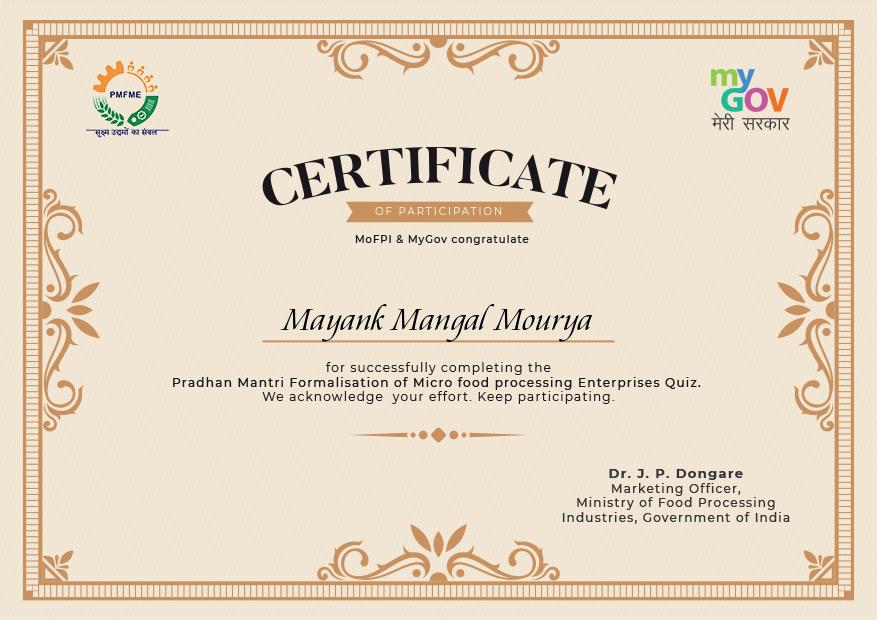 PMFME
सूक्ष्म उद्यमों का संबल
my
GOV
मेरी सरकार
CERTIFICATE
OF PARTICIPATION
MoFPI & MyGov congratulate
Mayank Mangal Mourya
for successfully completing the
Pradhan Mantri Formalisation of Micro food processing Enterprises Quiz.
We acknowledge your effort. Keep participating.
Dr. J. P. Dongare
Marketing Officer,
Ministry of Food Processing
Industries, Government of India